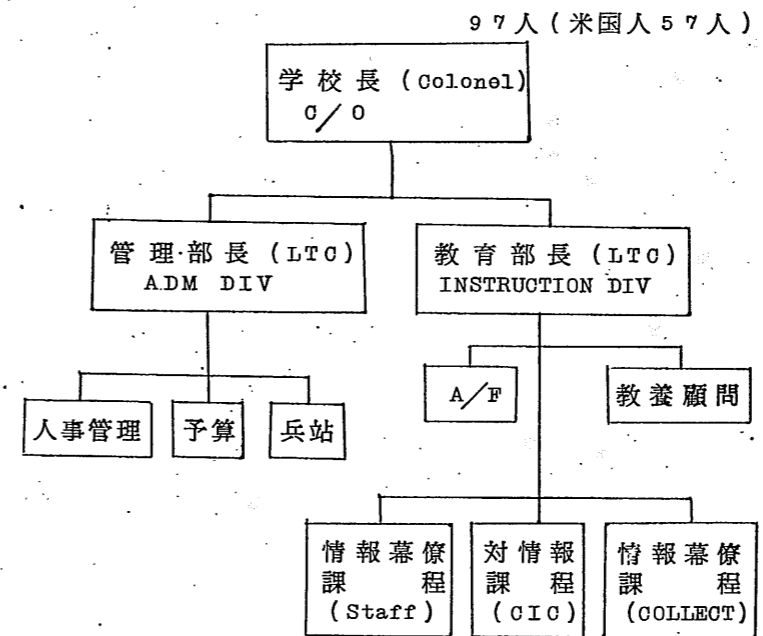 97人(米国人57人)
学校長(Colonel)
C/O
管理部長(LTC)
ADM DIV
教育部長(LTC)
INSTRUCTION DIV
人事管理
予算
兵站
A/F
教養顧問
情報幕僚
課程
(Staff)
対情報
課程
(CIC)
情報幕僚
課程
(COLLECT)